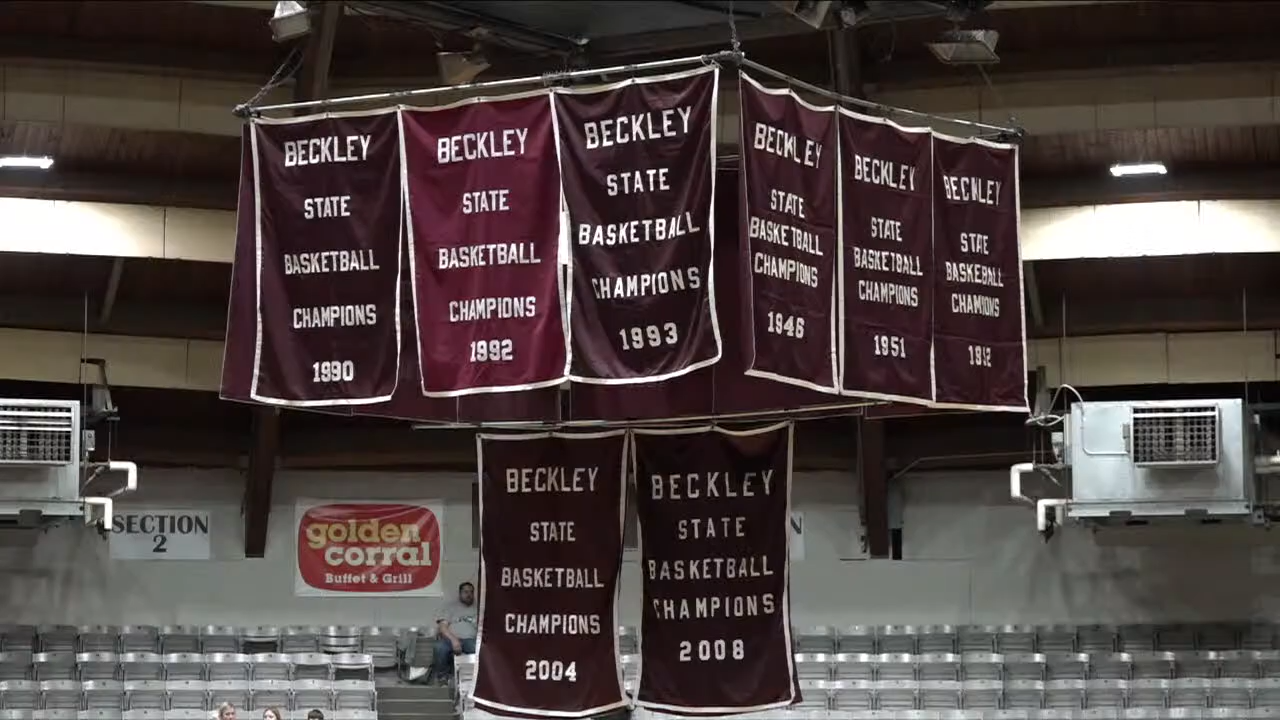 BECKLEY
STATE
BASKETBALL
CHAMPIONS
1990
BECKLEY
STATE
BASKETBALL
CHAMPIONS
1992
BECKLEY
STATE
BASKETBALL
CHAMPIONS
1993
BECKLEY
STATE
BASKETBALL
CHAMPIONS
1946
BECKLEY
STATE
BASKETBALL
CHAMPIONS
1951
BECKLEY
STATE
BASKETBALL
CHAMPIONS
BECKLEY
STATE
BASKETBALL
CHAMPIONS
2004
BECKLEY
STATE
BASKETBALL
CHAMPIONS
2008
SECTION
2
golden
corral
Buffet & Grill